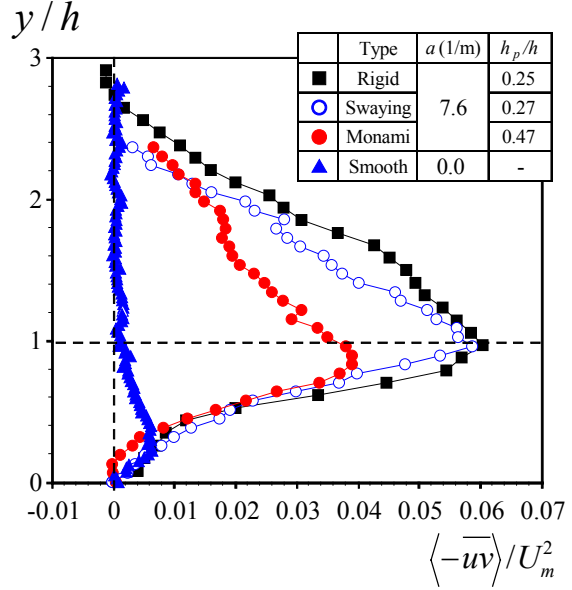 y / h
3
2
1
0
Type a (1/m) h_p/h
Rigid 7.6 0.25
Swaying 0.27
Monami 0.47
Smooth 0.0 -
-0.01 0 0.01 0.02 0.03 0.04 0.05 0.06 0.07
⟨-\overline{uv}⟩/U_m^2